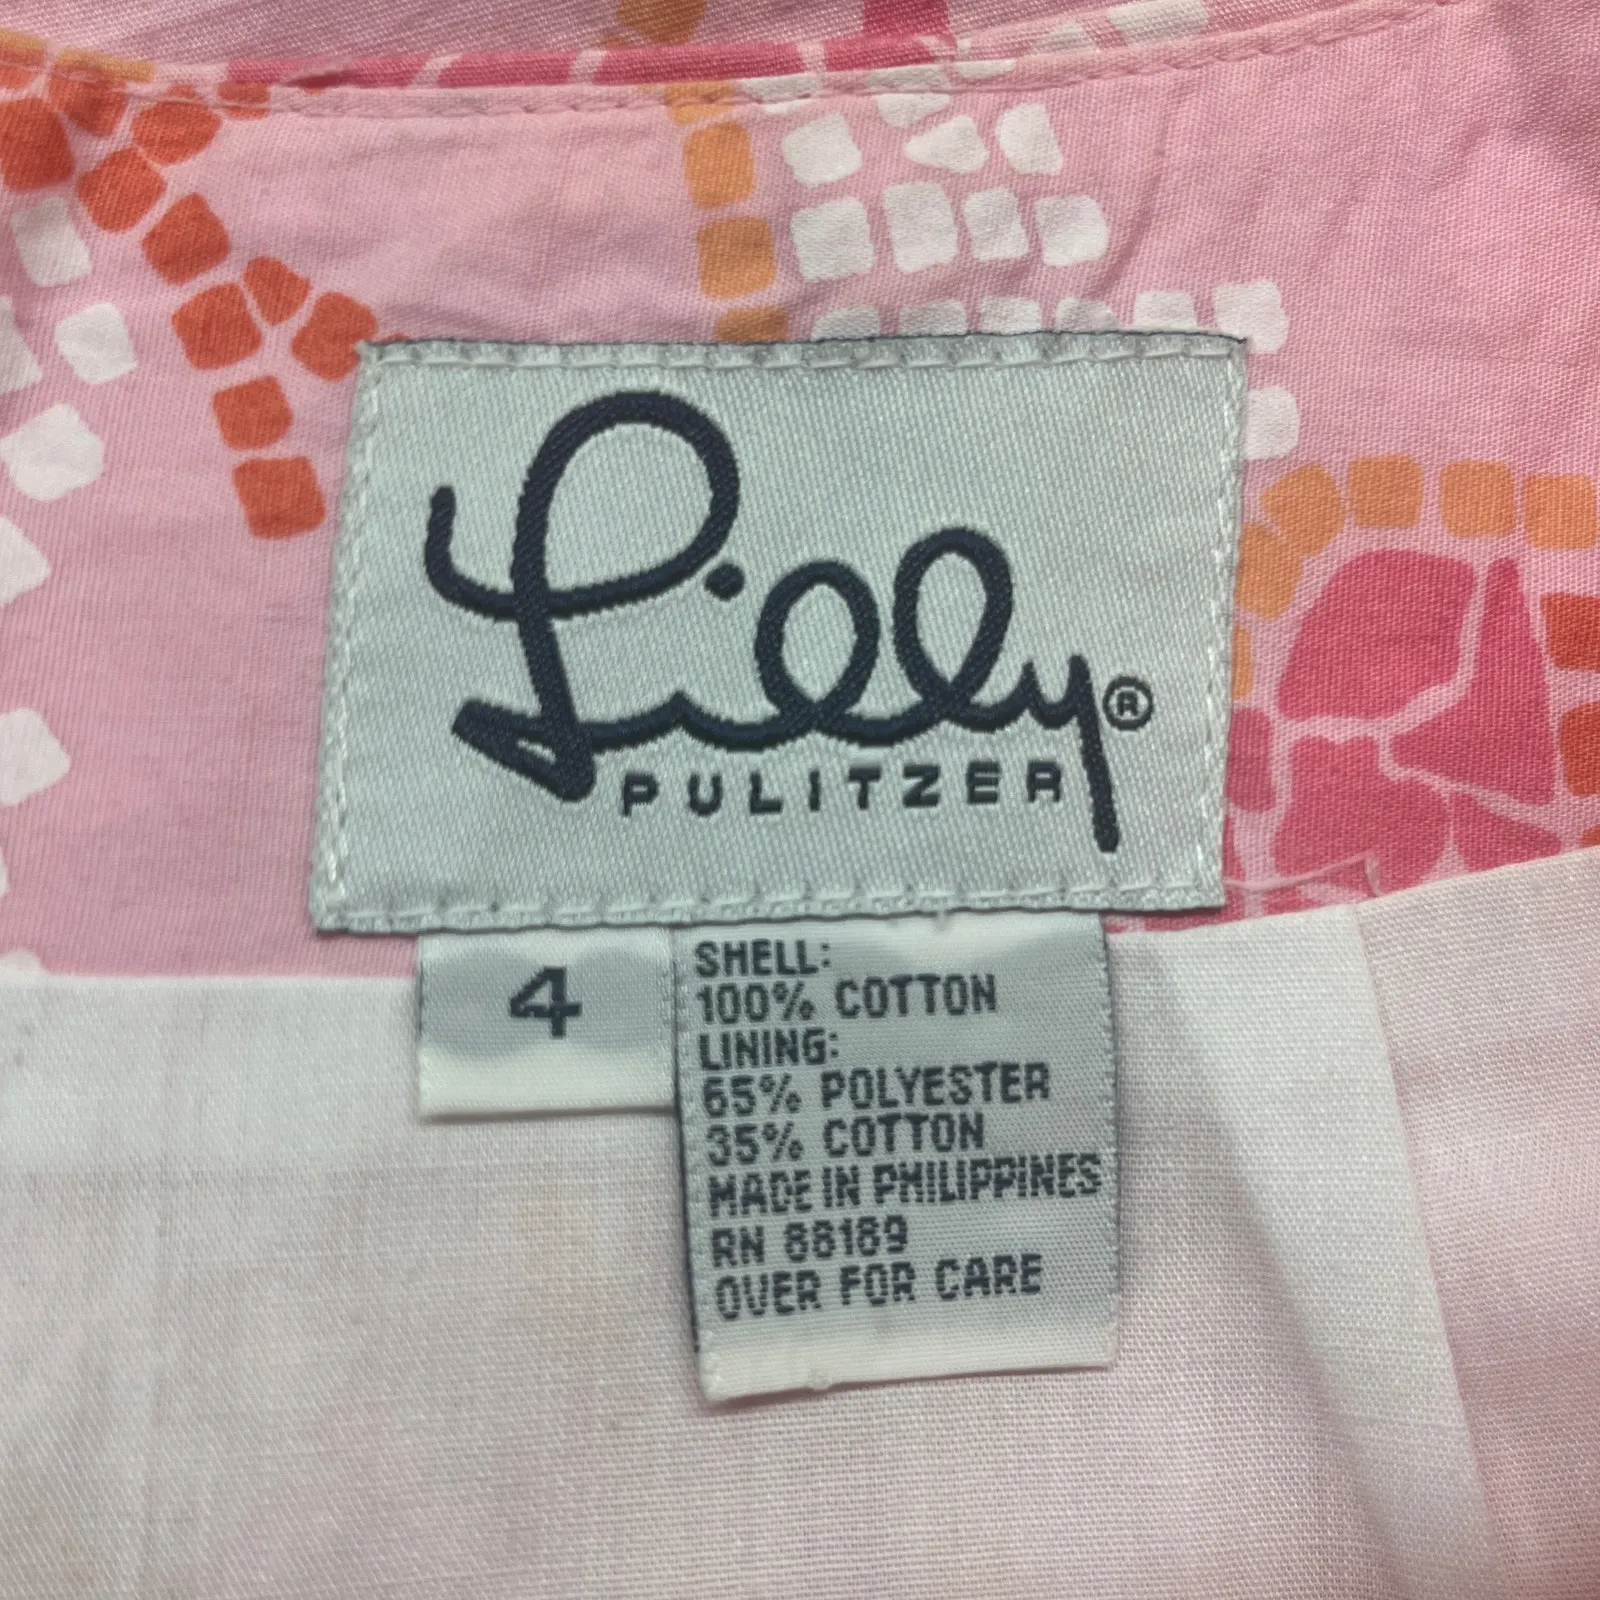 Lilly®
PULITZER
4
SHELL:
100% COTTON
LINING:
65% POLYESTER
35% COTTON
MADE IN PHILIPPINES
RN 88189
OVER FOR CARE